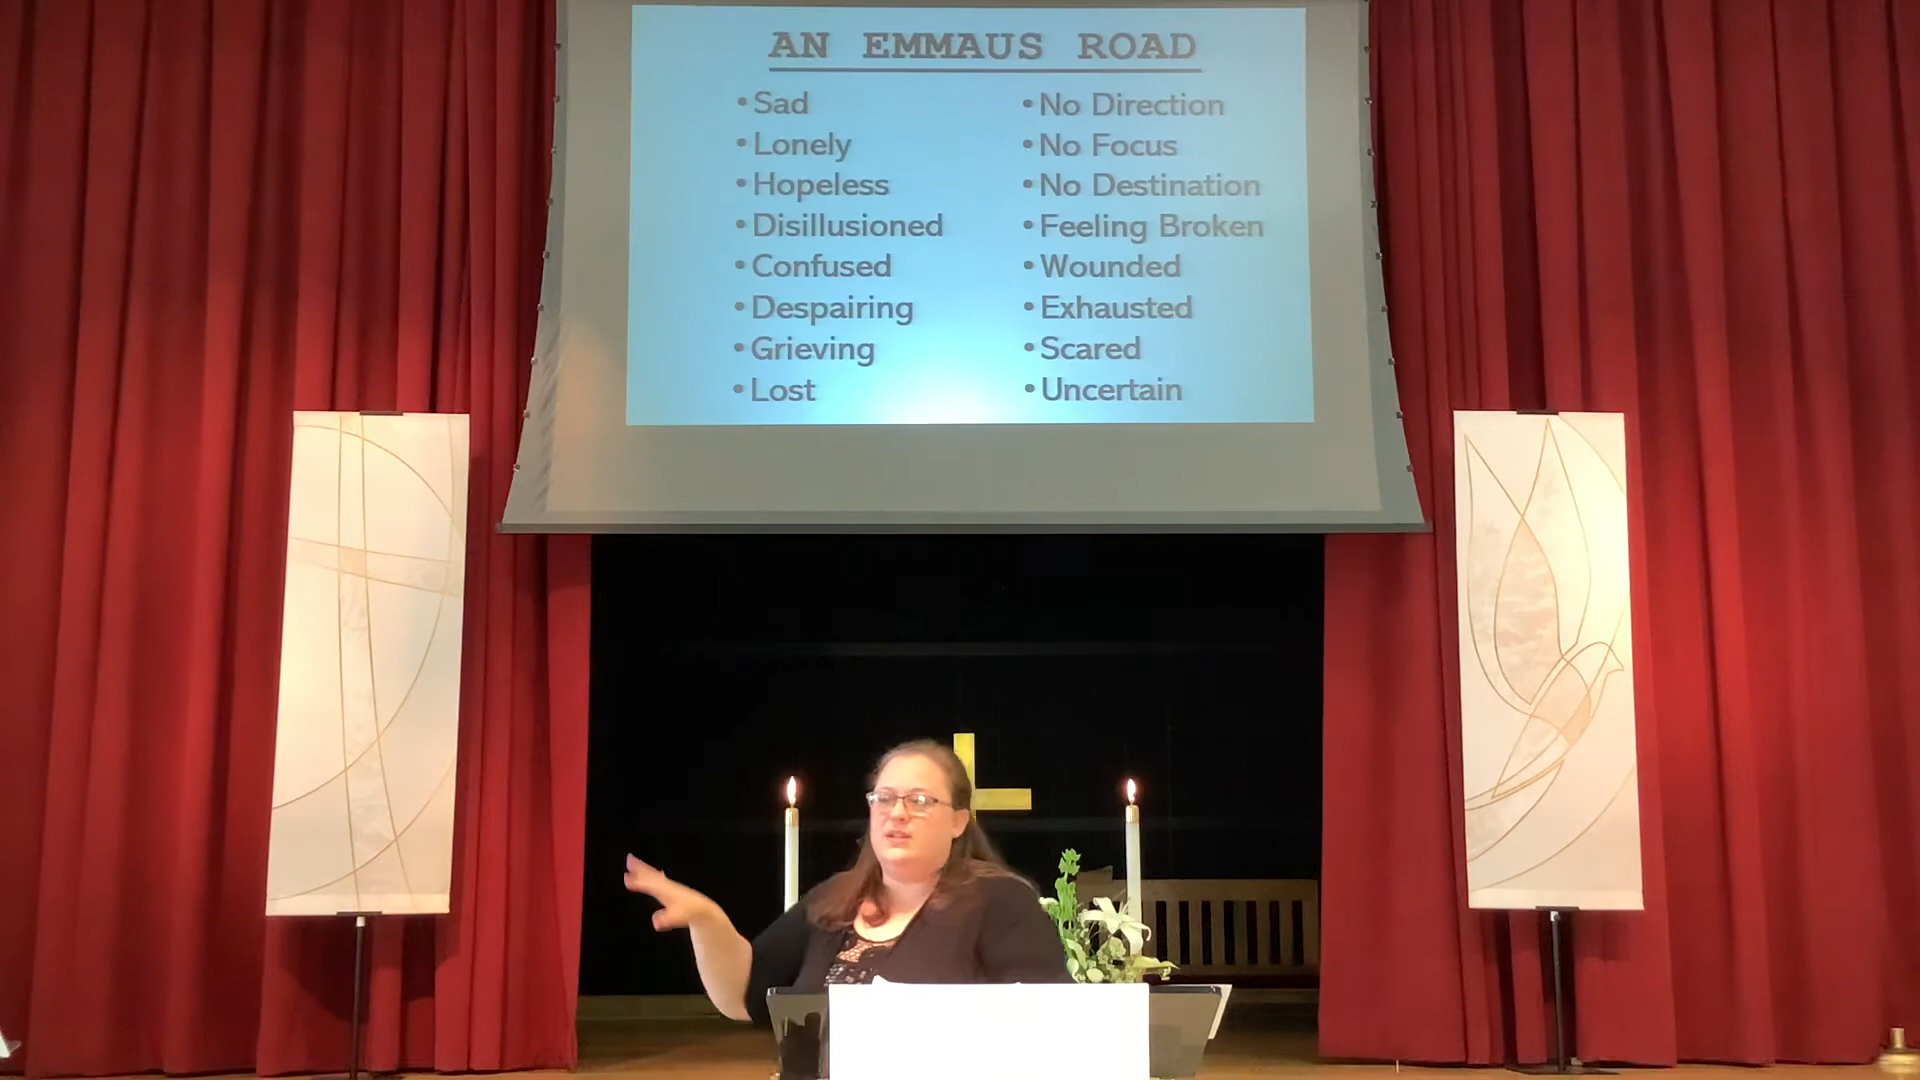 AN EMMAUS ROAD
• Sad
• Lonely
• Hopeless
• Disillusioned
• Confused
• Despairing
• Grieving
• Lost
• No Direction
• No Focus
• No Destination
• Feeling Broken
• Wounded
• Exhausted
• Scared
• Uncertain